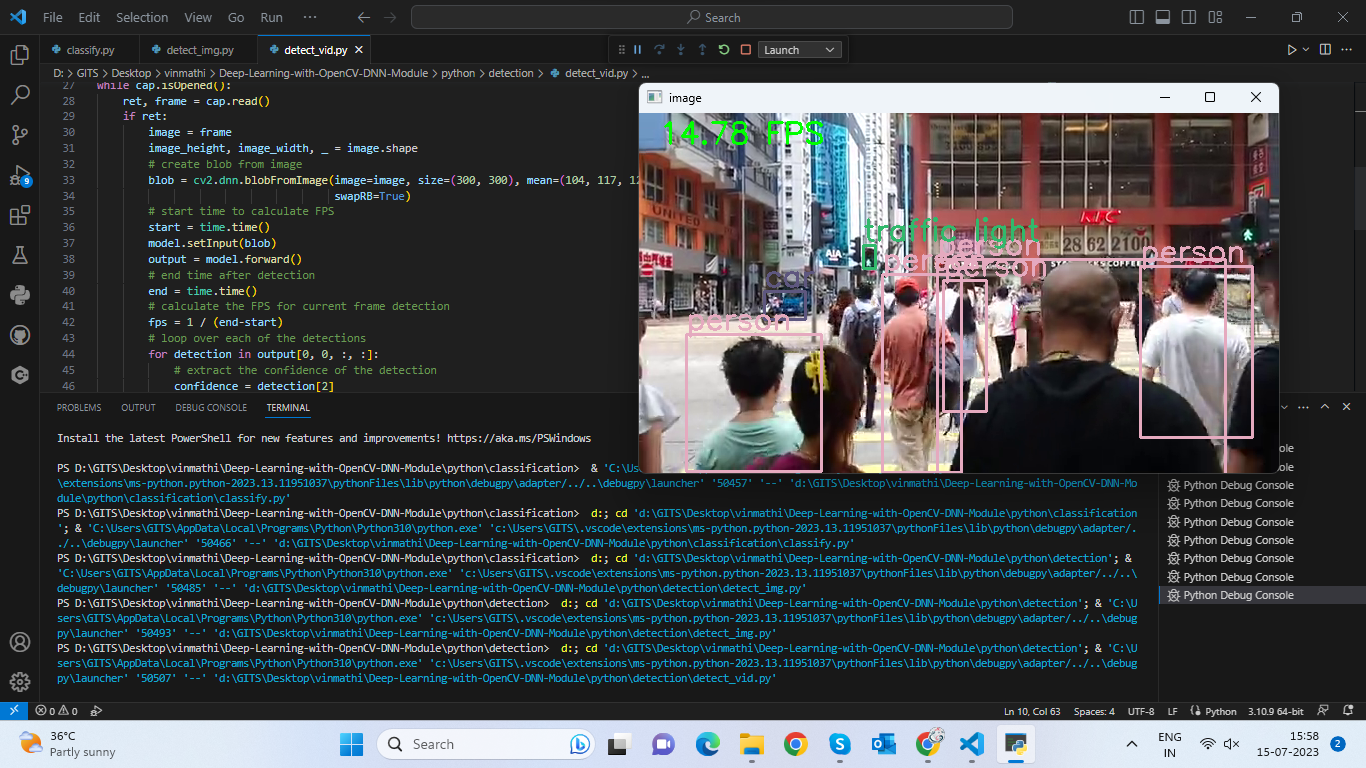 File Edit Selection View Go Run ··· Search
classify.py detect_img.py detect_vid.py Launch
D: > GITS > Desktop > vinmathi > Deep-Learning-with-OpenCV-DNN-Module > python > detection > detect_vid.py > ...
27 while cap.isOpened():
28 ret, frame = cap.read()
29 if ret:
30 image = frame
31 image_height, image_width, _ = image.shape
32 # create blob from image
33 blob = cv2.dnn.blobFromImage(image=image, size=(300, 300), mean=(104, 117, 12
34 swapRB=True)
35 # start time to calculate FPS
36 start = time.time()
37 model.setInput(blob)
38 output = model.forward()
39 # end time after detection
40 end = time.time()
41 # calculate the FPS for current frame detection
42 fps = 1 / (end-start)
43 # loop over each of the detections
44 for detection in output[0, 0, :, :]:
45 # extract the confidence of the detection
46 confidence = detection[2]
image
14.78 FPS
UNITED
KFC
traffic light
person
28 62 2100
person
person
person
AIA
STARBUCKS COFFEE
car
person
PROBLEMS OUTPUT DEBUG CONSOLE TERMINAL
Install the latest PowerShell for new features and improvements! https://aka.ms/PSWindows
PS D:\GITS\Desktop\vinmathi\Deep-Learning-with-OpenCV-DNN-Module\python\classification> & 'C:\Us
\extensions\ms-python.python-2023.13.11951037\pythonFiles\lib\python\debugpy\adapter/../..\debugpy\launcher' '50457' '--' 'd:\GITS\Desktop\vinmathi\Deep-Learning-with-OpenCV-DNN-Mo
dule\python\classification\classify.py'
PS D:\GITS\Desktop\vinmathi\Deep-Learning-with-OpenCV-DNN-Module\python\classification> d:; cd 'd:\GITS\Desktop\vinmathi\Deep-Learning-with-OpenCV-DNN-Module\python\classification
'; & 'C:\Users\GITS\AppData\Local\Programs\Python\Python310\python.exe' 'c:\Users\GITS\.vscode\extensions\ms-python.python-2023.13.11951037\pythonFiles\lib\python\debugpy\adapter/.
./..\debugpy\launcher' '50466' '--' 'd:\GITS\Desktop\vinmathi\Deep-Learning-with-OpenCV-DNN-Module\python\classification\classify.py'
PS D:\GITS\Desktop\vinmathi\Deep-Learning-with-OpenCV-DNN-Module\python\classification> d:; cd 'd:\GITS\Desktop\vinmathi\Deep-Learning-with-OpenCV-DNN-Module\python\detection'; &
'C:\Users\GITS\AppData\Local\Programs\Python\Python310\python.exe' 'c:\Users\GITS\.vscode\extensions\ms-python.python-2023.13.11951037\pythonFiles\lib\python\debugpy\adapter/../..\
debugpy\launcher' '50485' '--' 'd:\GITS\Desktop\vinmathi\Deep-Learning-with-OpenCV-DNN-Module\python\detection\detect_img.py'
PS D:\GITS\Desktop\vinmathi\Deep-Learning-with-OpenCV-DNN-Module\python\detection> d:; cd 'd:\GITS\Desktop\vinmathi\Deep-Learning-with-OpenCV-DNN-Module\python\detection'; & 'C:\U
sers\GITS\AppData\Local\Programs\Python\Python310\python.exe' 'c:\Users\GITS\.vscode\extensions\ms-python.python-2023.13.11951037\pythonFiles\lib\python\debugpy\adapter/../..\debug
py\launcher' '50493' '--' 'd:\GITS\Desktop\vinmathi\Deep-Learning-with-OpenCV-DNN-Module\python\detection\detect_img.py'
PS D:\GITS\Desktop\vinmathi\Deep-Learning-with-OpenCV-DNN-Module\python\detection> d:; cd 'd:\GITS\Desktop\vinmathi\Deep-Learning-with-OpenCV-DNN-Module\python\detection'; & 'C:\U
sers\GITS\AppData\Local\Programs\Python\Python310\python.exe' 'c:\Users\GITS\.vscode\extensions\ms-python.python-2023.13.11951037\pythonFiles\lib\python\debugpy\adapter/../..\debug
py\launcher' '50507' '--' 'd:\GITS\Desktop\vinmathi\Deep-Learning-with-OpenCV-DNN-Module\python\detection\detect_vid.py'
nsole
nsole
Python Debug Console
Python Debug Console
Python Debug Console
Python Debug Console
Python Debug Console
Python Debug Console
Python Debug Console
9
0 0 Ln 10, Col 63 Spaces: 4 UTF-8 LF Python 3.10.9 64-bit
36°C
Partly sunny
Search
ENG
IN
15:58
15-07-2023
2